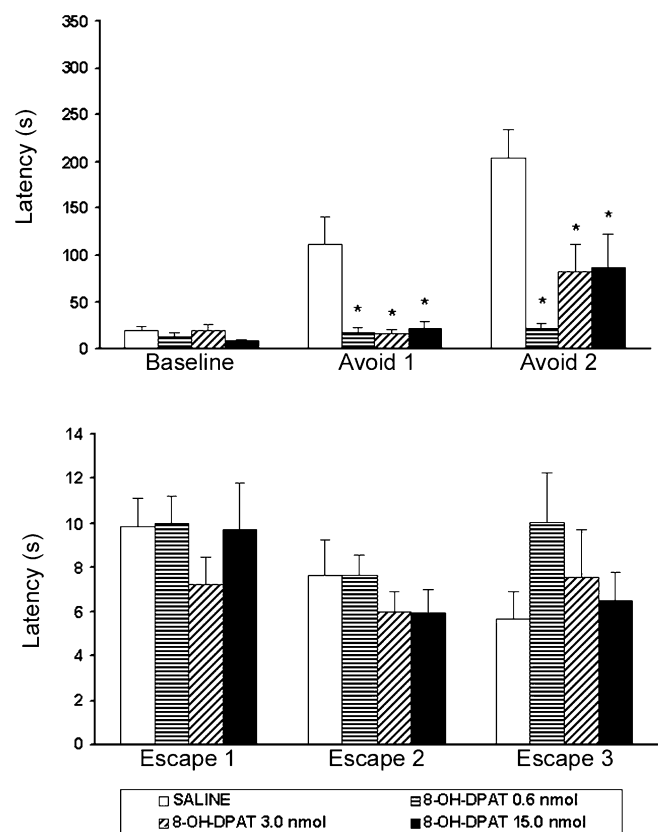 350
300
250
200
150
100
50
0
Latency (s)
* * *
* * *
Baseline Avoid 1 Avoid 2
14
12
10
8
6
4
2
0
Latency (s)
Escape 1 Escape 2 Escape 3
SALINE 8-OH-DPAT 0.6 nmol
8-OH-DPAT 3.0 nmol 8-OH-DPAT 15.0 nmol